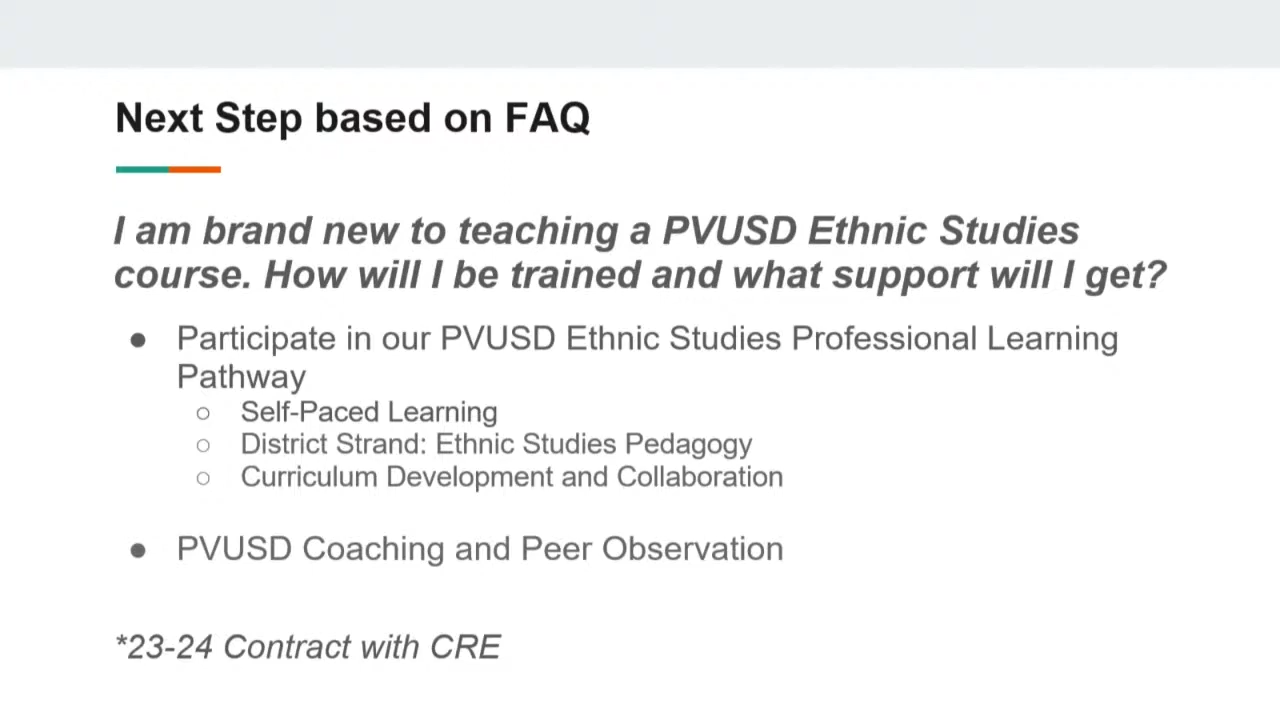 Next Step based on FAQ
I am brand new to teaching a PVUSD Ethnic Studies
course. How will I be trained and what support will I get?
● Participate in our PVUSD Ethnic Studies Professional Learning
Pathway
○ Self-Paced Learning
○ District Strand: Ethnic Studies Pedagogy
○ Curriculum Development and Collaboration
● PVUSD Coaching and Peer Observation
*23-24 Contract with CRE